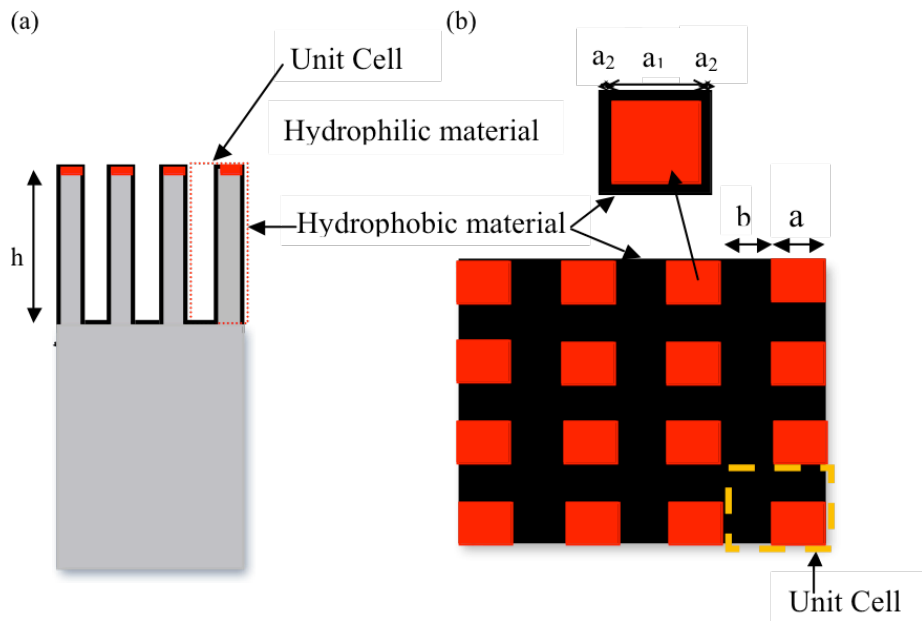 (a)
Unit Cell
Hydrophilic material
Hydrophobic material
h
(b)
a₂ a₁ a₂
b a
Unit Cell